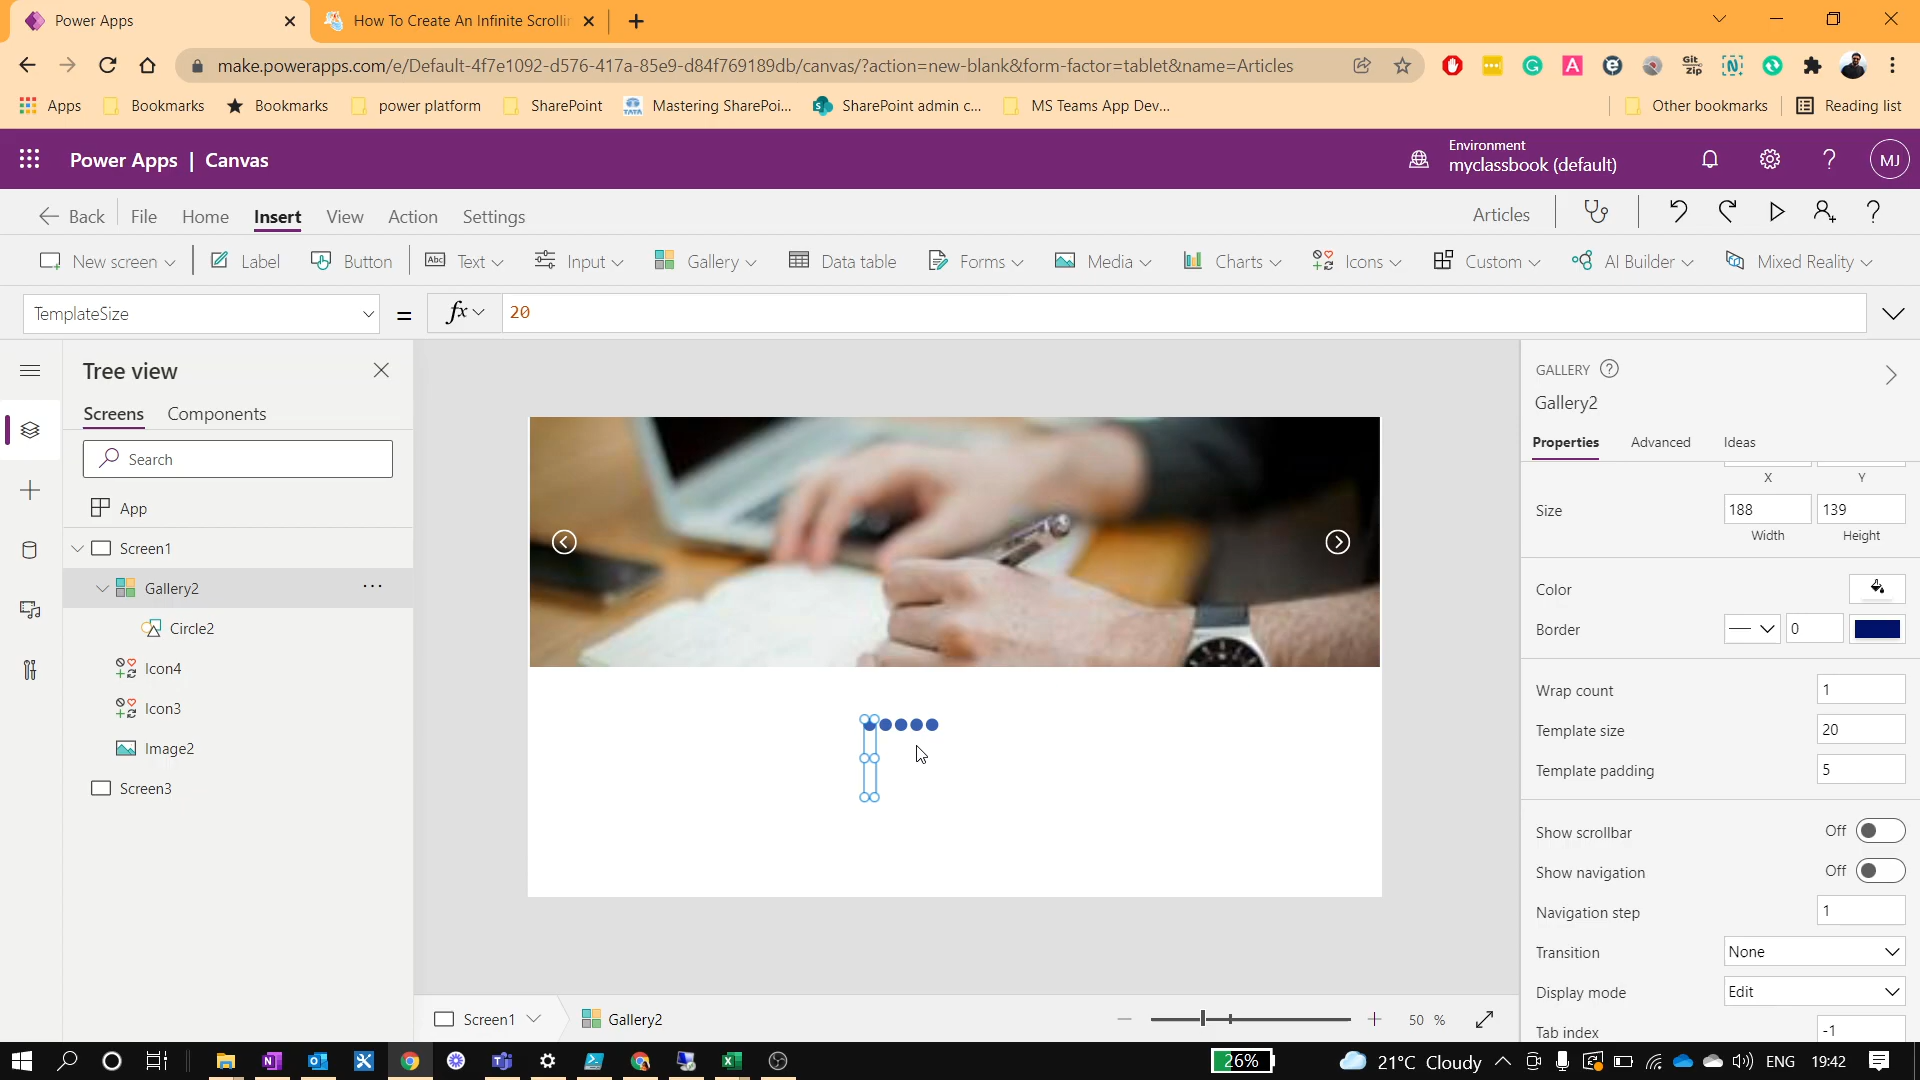 Power Apps
How To Create An Infinite Scrollin
make.powerapps.com/e/Default-4f7e1092-d576-417a-85e9-d84f769189db/canvas/?action=new-blank&form-factor=tablet&name=Articles
Apps Bookmarks Bookmarks power platform SharePoint Mastering SharePoi... SharePoint admin c... MS Teams App Dev... Other bookmarks Reading list
Power Apps | Canvas
Environment
myclassbook (default)
MJ
Back File Home Insert View Action Settings Articles
New screen Label Button Text Input Gallery Data table Forms Media Charts Icons Custom AI Builder Mixed Reality
TemplateSize = fx 20
Tree view
Screens Components
Search
App
Screen1
Gallery2
Circle2
Icon4
Icon3
Image2
Screen3
GALLERY
Gallery2
Properties Advanced Ideas
X Y
Size 188 139
Width Height
Color
Border 0
Wrap count 1
Template size 20
Template padding 5
Show scrollbar Off
Show navigation Off
Navigation step 1
Transition None
Display mode Edit
Tab index -1
Screen1 Gallery2 50 %
26% 21°C Cloudy ENG 19:42